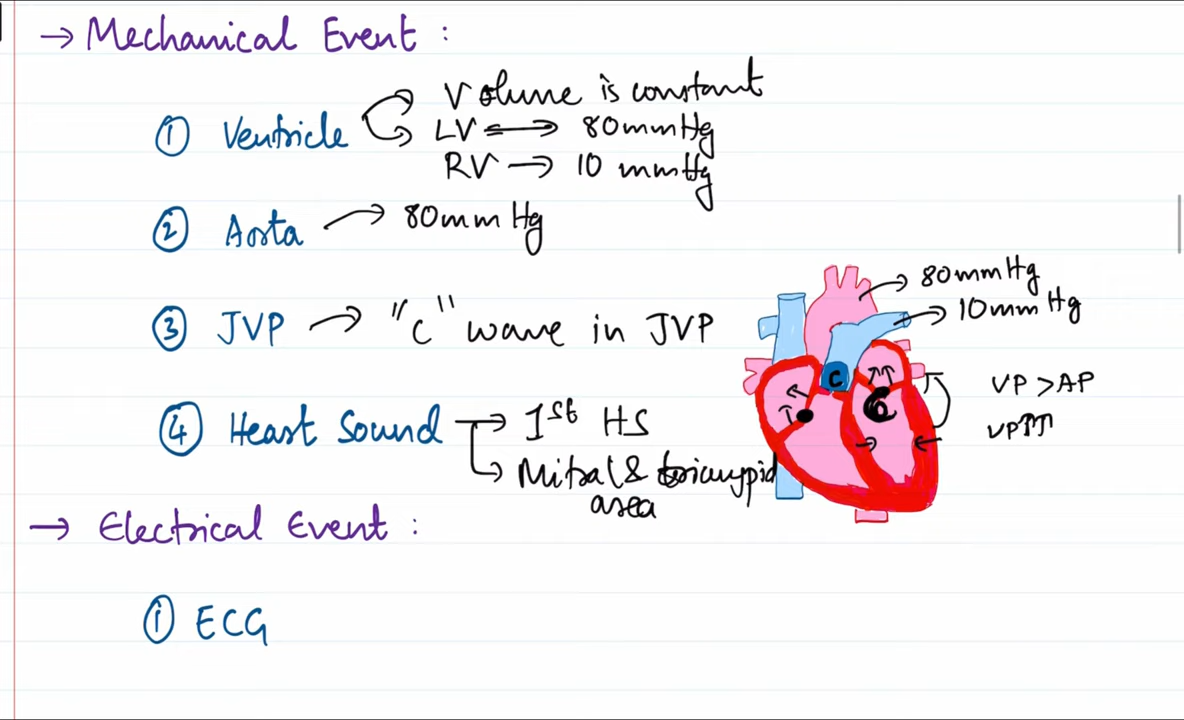 → Mechanical Event :
① Ventricle
Volume is constant
LV → 80mmHg
RV → 10 mmHg
② Aorta → 80mm Hg
③ JVP → "c" wave in JVP
④ Heart Sound → 1st HS
→ Mitral & tricuspid
area
80mmHg
10mm Hg
C
VP > AP
VP↑↑↑
→ Electrical Event :
① ECG